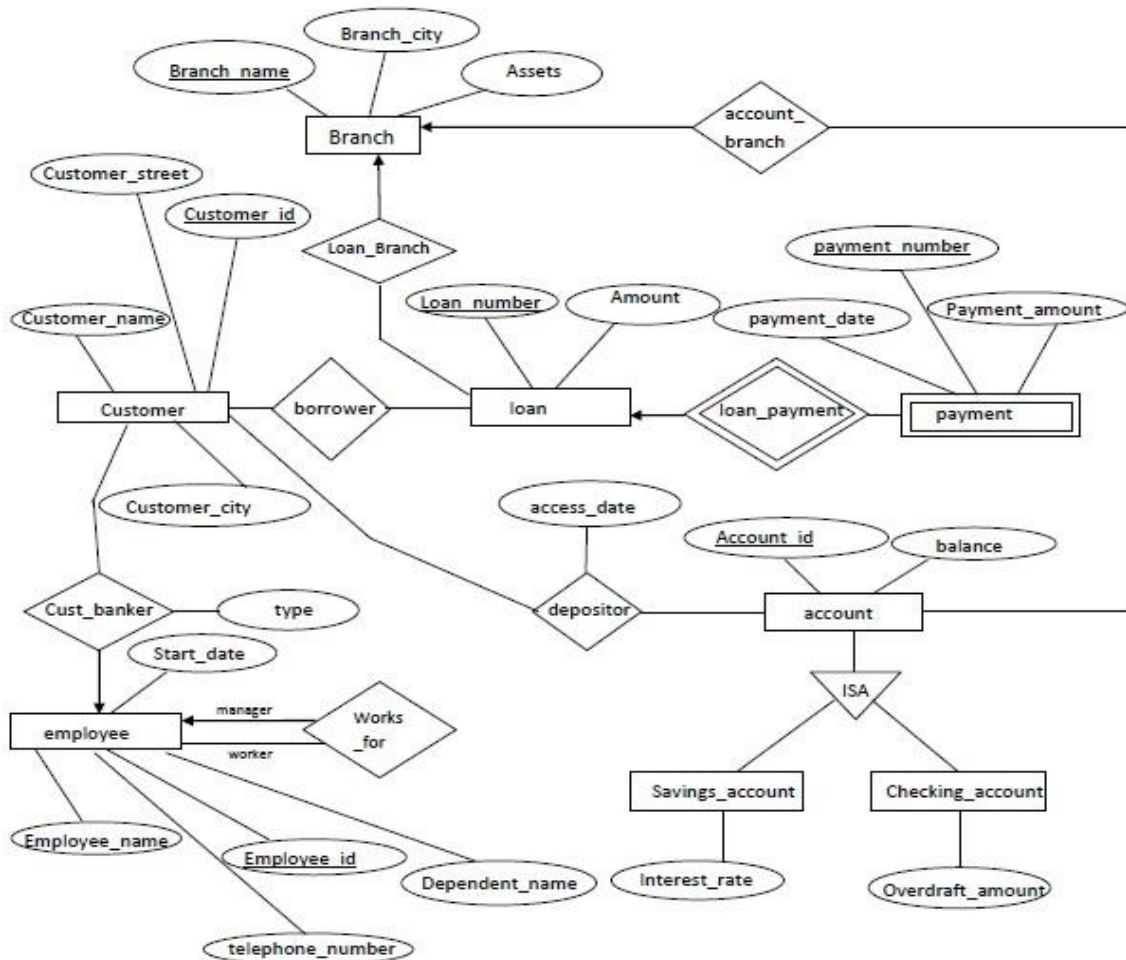 Branch_city
Branch_name
Assets
account_
branch
Branch
Customer_street
Customer_id
Loan_Branch
payment_number
Loan_number
Amount
payment_date
Payment_amount
Customer_name
Customer
borrower
loan
loan_payment
payment
Customer_city
access_date
Account_id
balance
Cust_banker
type
depositor
account
Start_date
manager
Works
_for
employee
worker
ISA
Savings_account
Checking_account
Employee_name
Employee_id
Dependent_name
Interest_rate
Overdraft_amount
telephone_number